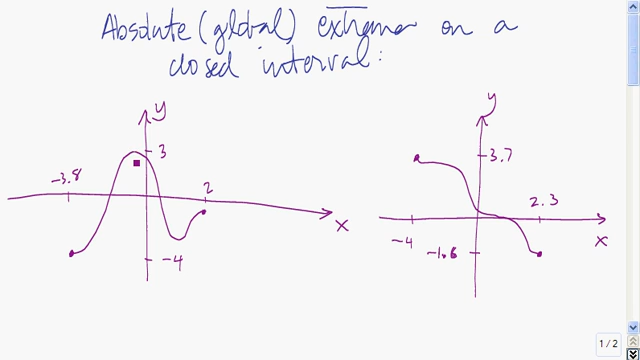 Absolute (global) extrema on a
closed interval:
y
3
-3.8
2
x
-4
y
3.7
2.3
-4
x
-1.6
1 / 2